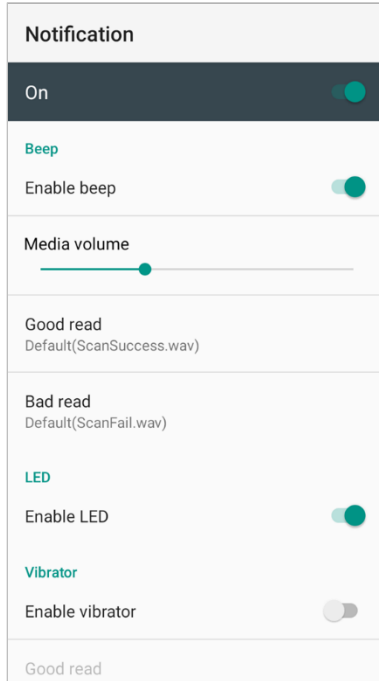 Notification
On
Beep
Enable beep
Media volume
Good read
Default(ScanSuccess.wav)
Bad read
Default(ScanFail.wav)
LED
Enable LED
Vibrator
Enable vibrator
Good read